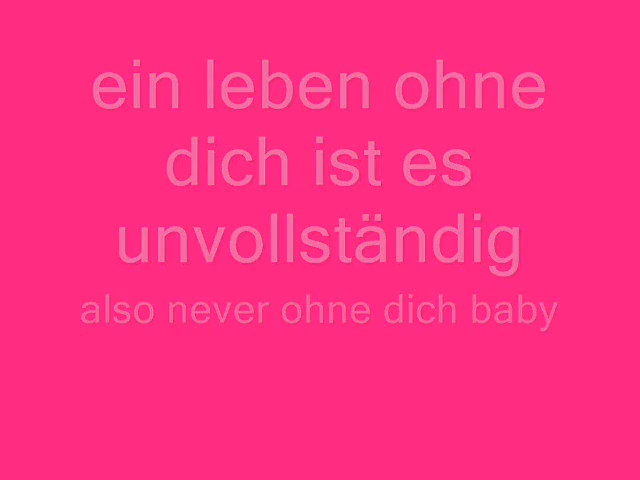 ein leben ohne
dich ist es
unvollständig
also never ohne dich baby